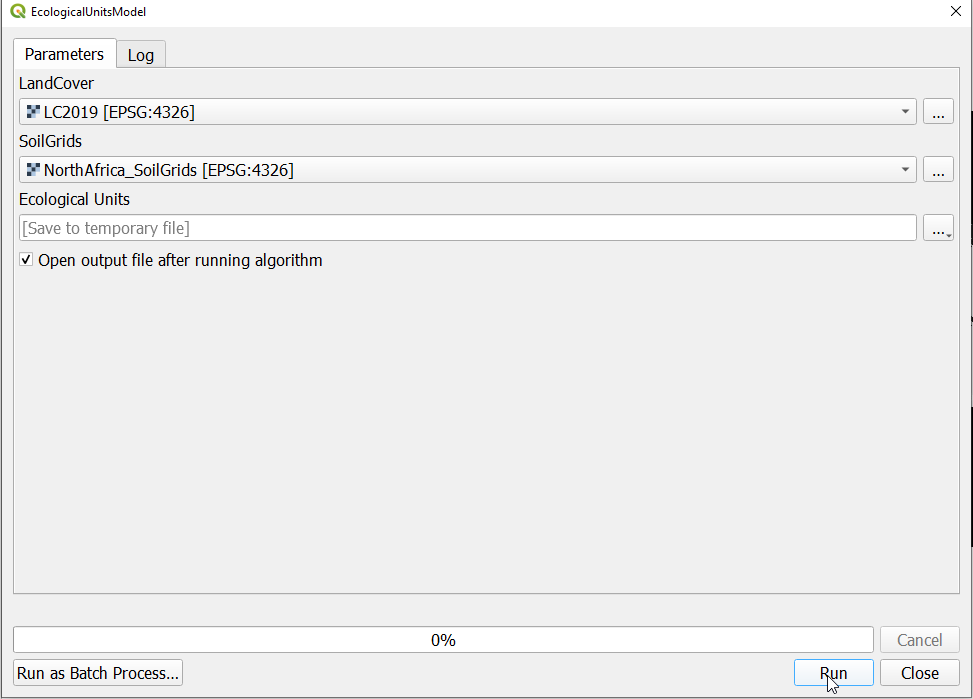 EcologicalUnitsModel
Parameters Log
LandCover
LC2019 [EPSG:4326] ...
SoilGrids
NorthAfrica_SoilGrids [EPSG:4326] ...
Ecological Units
[Save to temporary file] ...
Open output file after running algorithm
0% Cancel
Run as Batch Process... Run Close